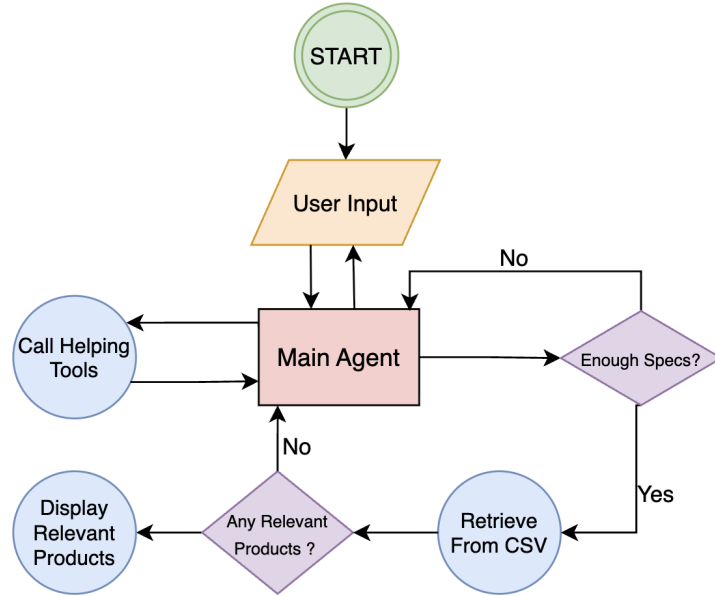 START
User Input
No
Call Helping
Tools
Main Agent
Enough Specs?
No
Yes
Display
Relevant
Products
Any Relevant
Products ?
Retrieve
From CSV